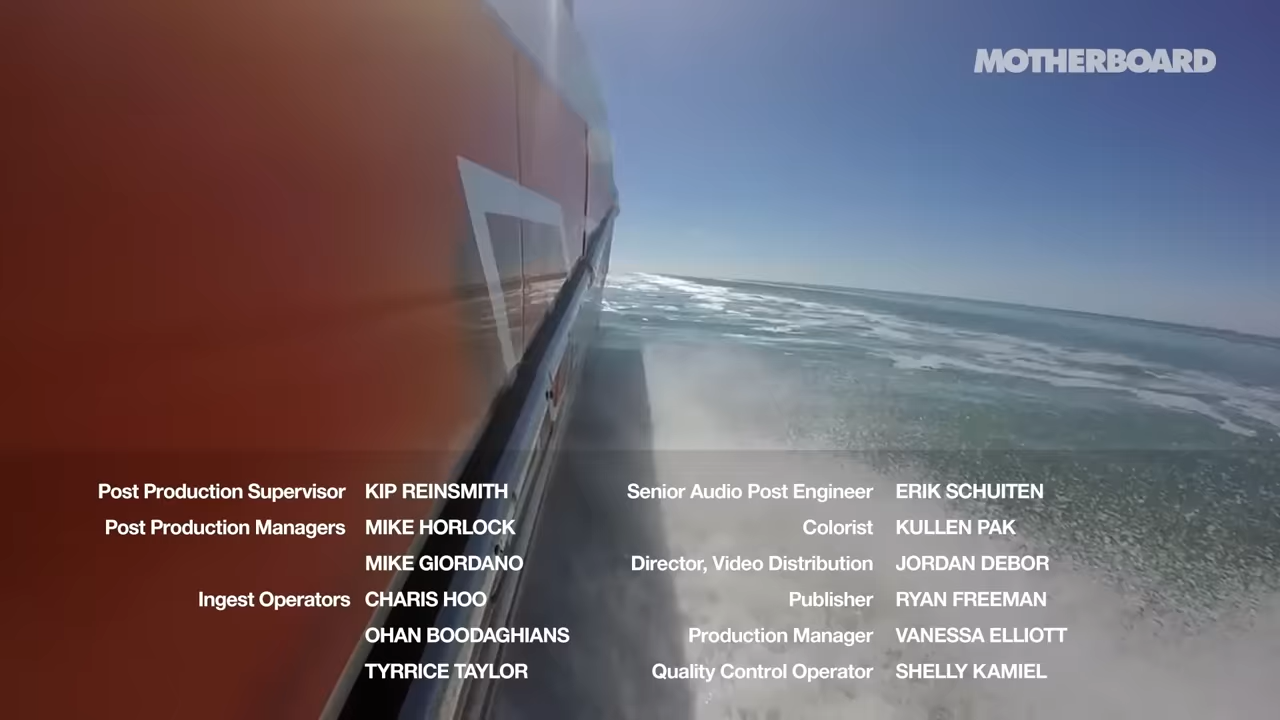 MOTHERBOARD
Post Production Supervisor KIP REINSMITH
Post Production Managers MIKE HORLOCK
MIKE GIORDANO
Ingest Operators CHARIS HOO
OHAN BOODAGHIANS
TYRRICE TAYLOR
Senior Audio Post Engineer ERIK SCHUITEN
Colorist KULLEN PAK
Director, Video Distribution JORDAN DEBOR
Publisher RYAN FREEMAN
Production Manager VANESSA ELLIOTT
Quality Control Operator SHELLY KAMIEL